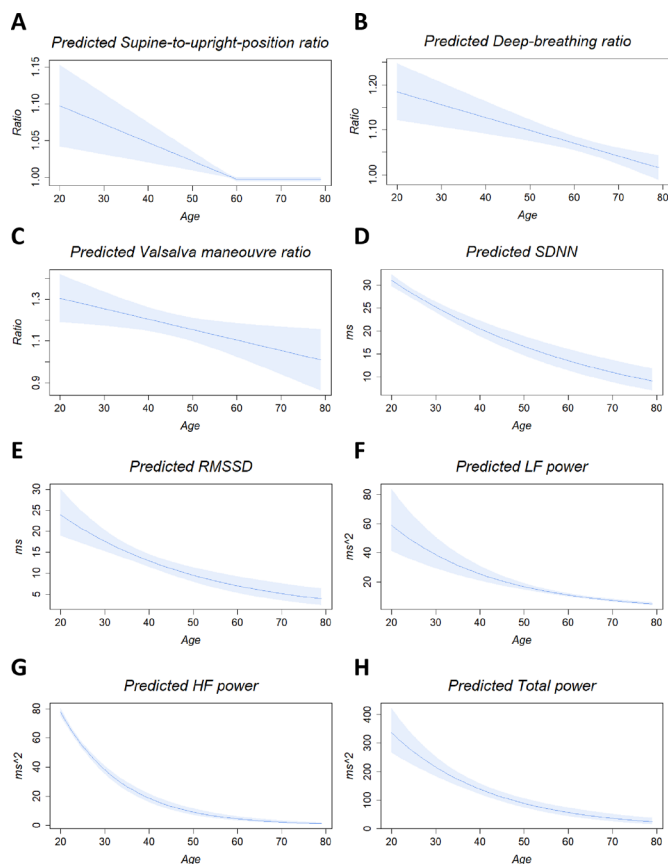 A
Predicted Supine-to-upright-position ratio
1.15
1.10
1.05
1.00
Ratio
20 30 40 50 60 70 80
Age
B
Predicted Deep-breathing ratio
1.20
1.10
1.00
Ratio
20 30 40 50 60 70 80
Age
C
Predicted Valsalva maneouvre ratio
1.3
1.1
0.9
Ratio
20 30 40 50 60 70 80
Age
D
Predicted SDNN
30
25
20
15
10
ms
20 30 40 50 60 70 80
Age
E
Predicted RMSSD
30
25
20
15
10
5
ms
20 30 40 50 60 70 80
Age
F
Predicted LF power
80
60
40
20
ms^2
20 30 40 50 60 70 80
Age
G
Predicted HF power
80
60
40
20
0
ms^2
20 30 40 50 60 70 80
Age
H
Predicted Total power
400
300
200
100
0
ms^2
20 30 40 50 60 70 80
Age